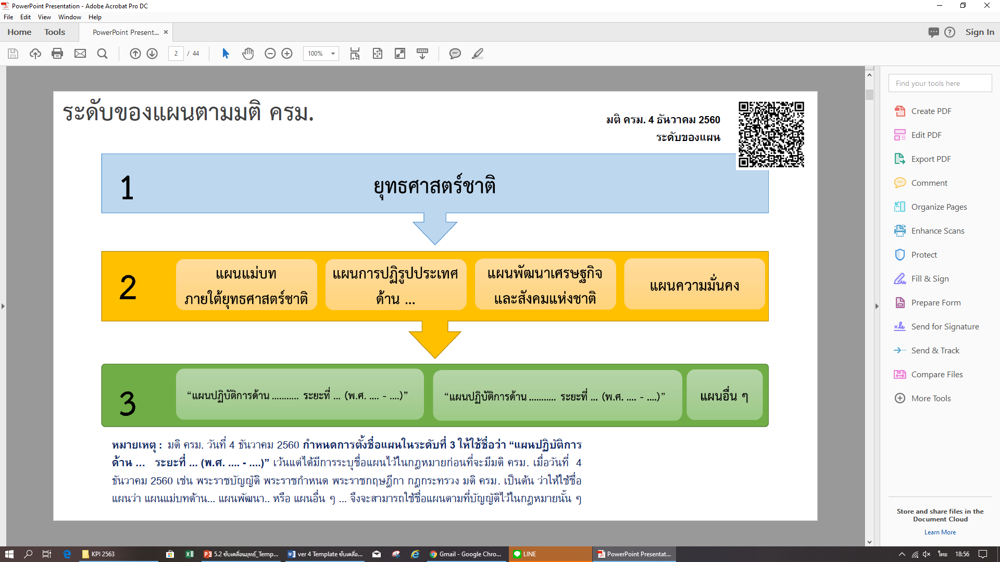 PowerPoint Presentation - Adobe Acrobat Pro DC
File Edit View Window Help
Home Tools PowerPoint Present... × Sign In
2 / 44 100%
ระดับของแผนตามมติ ครม.
มติ ครม. 4 ธันวาคม 2560
ระดับของแผน
1 ยุทธศาสตร์ชาติ
2
แผนแม่บท
ภายใต้ยุทธศาสตร์ชาติ
แผนการปฏิรูปประเทศ
ด้าน ...
แผนพัฒนาเศรษฐกิจ
และสังคมแห่งชาติ
แผนความมั่นคง
3
“แผนปฏิบัติการด้าน ........... ระยะที่ ... (พ.ศ. .... - ....)”
“แผนปฏิบัติการด้าน ........... ระยะที่ ... (พ.ศ. .... - ....)”
แผนอื่น ๆ
หมายเหตุ : มติ ครม. วันที่ 4 ธันวาคม 2560 กำหนดการตั้งชื่อแผนในระดับที่ 3 ให้ใช้ชื่อว่า “แผนปฏิบัติการ
ด้าน ... ระยะที่ ... (พ.ศ. .... - ....)” เว้นแต่ได้มีการระบุชื่อแผนไว้ในกฎหมายก่อนที่จะมีมติ ครม. เมื่อวันที่ 4
ธันวาคม 2560 เช่น พระราชบัญญัติ พระราชกำหนด พระราชกฤษฎีกา กฎกระทรวง มติ ครม. เป็นต้น ว่าให้ใช้ชื่อ
แผนว่า แผนแม่บทด้าน... แผนพัฒนา.. หรือ แผนอื่น ๆ ... จึงจะสามารถใช้ชื่อแผนตามที่บัญญัติไว้ในกฎหมายนั้น ๆ
Find your tools here
Create PDF
Edit PDF
Export PDF
Comment
Organize Pages
Enhance Scans
Protect
Fill & Sign
Prepare Form
Send for Signature
Send & Track
Compare Files
More Tools
Store and share files in the
Document Cloud
Learn More
KPI 2563
5.2 ขับเคลื่อนยุทธ์_Temp...
ver 4 Template ขับเคลื่อ...
Gmail - Google Chro...
LINE
PowerPoint Presentat...
ไทย 18:56